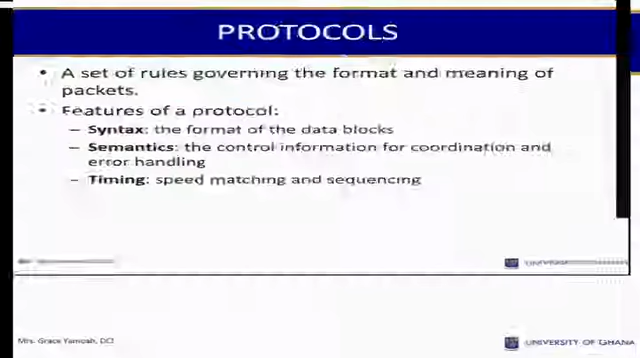 PROTOCOLS
• A set of rules governing the format and meaning of
packets.
• Features of a protocol:
– Syntax: the format of the data blocks
– Semantics: the control information for coordination and
error handling
– Timing: speed matching and sequencing
UNIVERSITY
Mrs. Grace Yamoah, DCI
UNIVERSITY OF GHANA